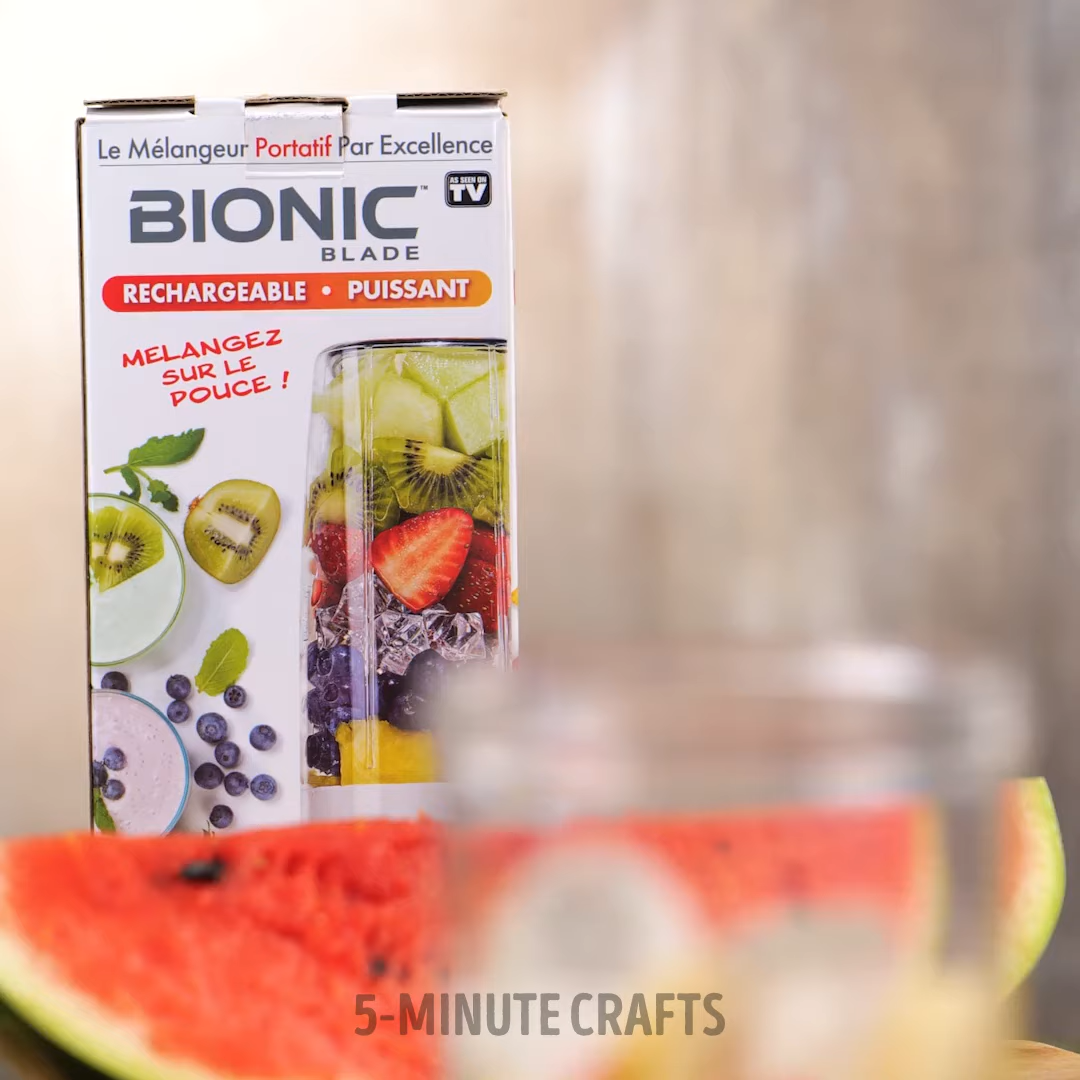 Le Mélangeur Portatif Par Excellence
BIONIC™
BLADE
AS SEEN ON
TV
RECHARGEABLE • PUISSANT
MELANGEZ
SUR LE
POUCE !
5-MINUTE CRAFTS